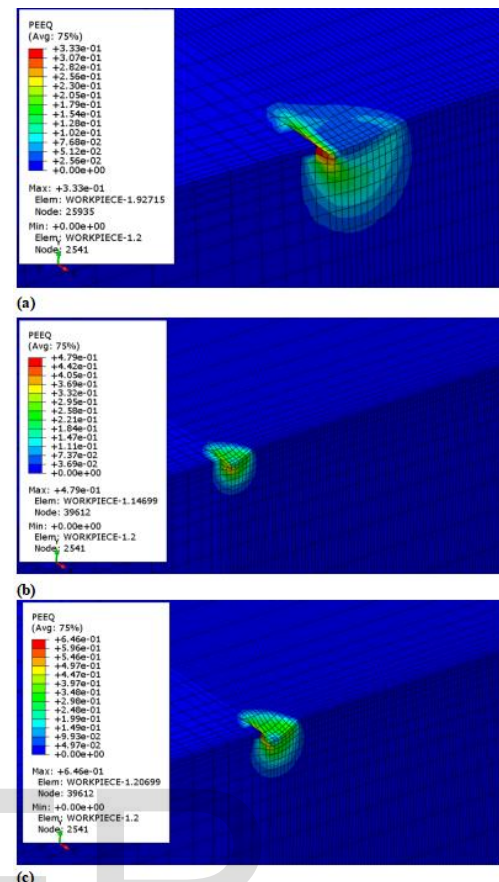 PEEQ
(Avg: 75%)
+3.33e-01
+3.07e-01
+2.82e-01
+2.56e-01
+2.30e-01
+2.05e-01
+1.79e-01
+1.54e-01
+1.28e-01
+1.02e-01
+7.68e-02
+5.12e-02
+2.56e-02
+0.00e+00
Max: +3.33e-01
Elem: WORKPIECE-1.92715
Node: 25935
Min: +0.00e+00
Elem: WORKPIECE-1.2
Node: 2541
(a)
PEEQ
(Avg: 75%)
+4.79e-01
+4.42e-01
+4.05e-01
+3.69e-01
+3.32e-01
+2.95e-01
+2.58e-01
+2.21e-01
+1.84e-01
+1.47e-01
+1.11e-01
+7.37e-02
+3.69e-02
+0.00e+00
Max: +4.79e-01
Elem: WORKPIECE-1.14699
Node: 39612
Min: +0.00e+00
Elem: WORKPIECE-1.2
Node: 2541
(b)
PEEQ
(Avg: 75%)
+6.46e-01
+5.96e-01
+5.46e-01
+4.97e-01
+4.47e-01
+3.97e-01
+3.48e-01
+2.98e-01
+2.48e-01
+1.99e-01
+1.49e-01
+9.93e-02
+4.97e-02
+0.00e+00
Max: +6.46e-01
Elem: WORKPIECE-1.20699
Node: 39612
Min: +0.00e+00
Elem: WORKPIECE-1.2
Node: 2541
(c)